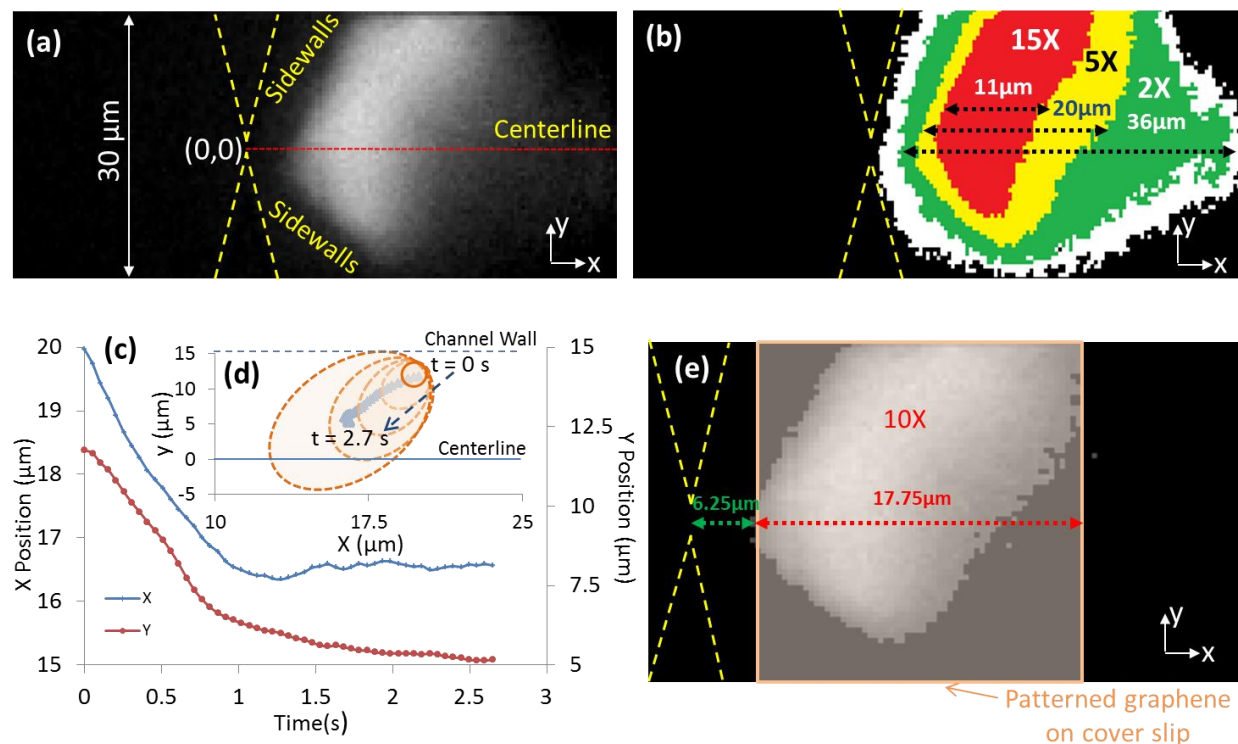 (a)
Sidewalls
30 μm
(0,0)
Centerline
Sidewalls
y
x
(b)
15X
5X
11μm
2X
20μm
36μm
y
x
(c)
20
19
18
17
16
15
X Position (μm)
X
Y
0
0.5
1
1.5
2
2.5
3
Time(s)
15
12.5
10
7.5
5
Y Position (μm)
(d)
Channel Wall
15
10
5
0
-5
y (μm)
t = 0 s
t = 2.7 s
Centerline
10
17.5
25
X (μm)
(e)
10X
6.25μm
17.75μm
y
x
Patterned graphene
on cover slip